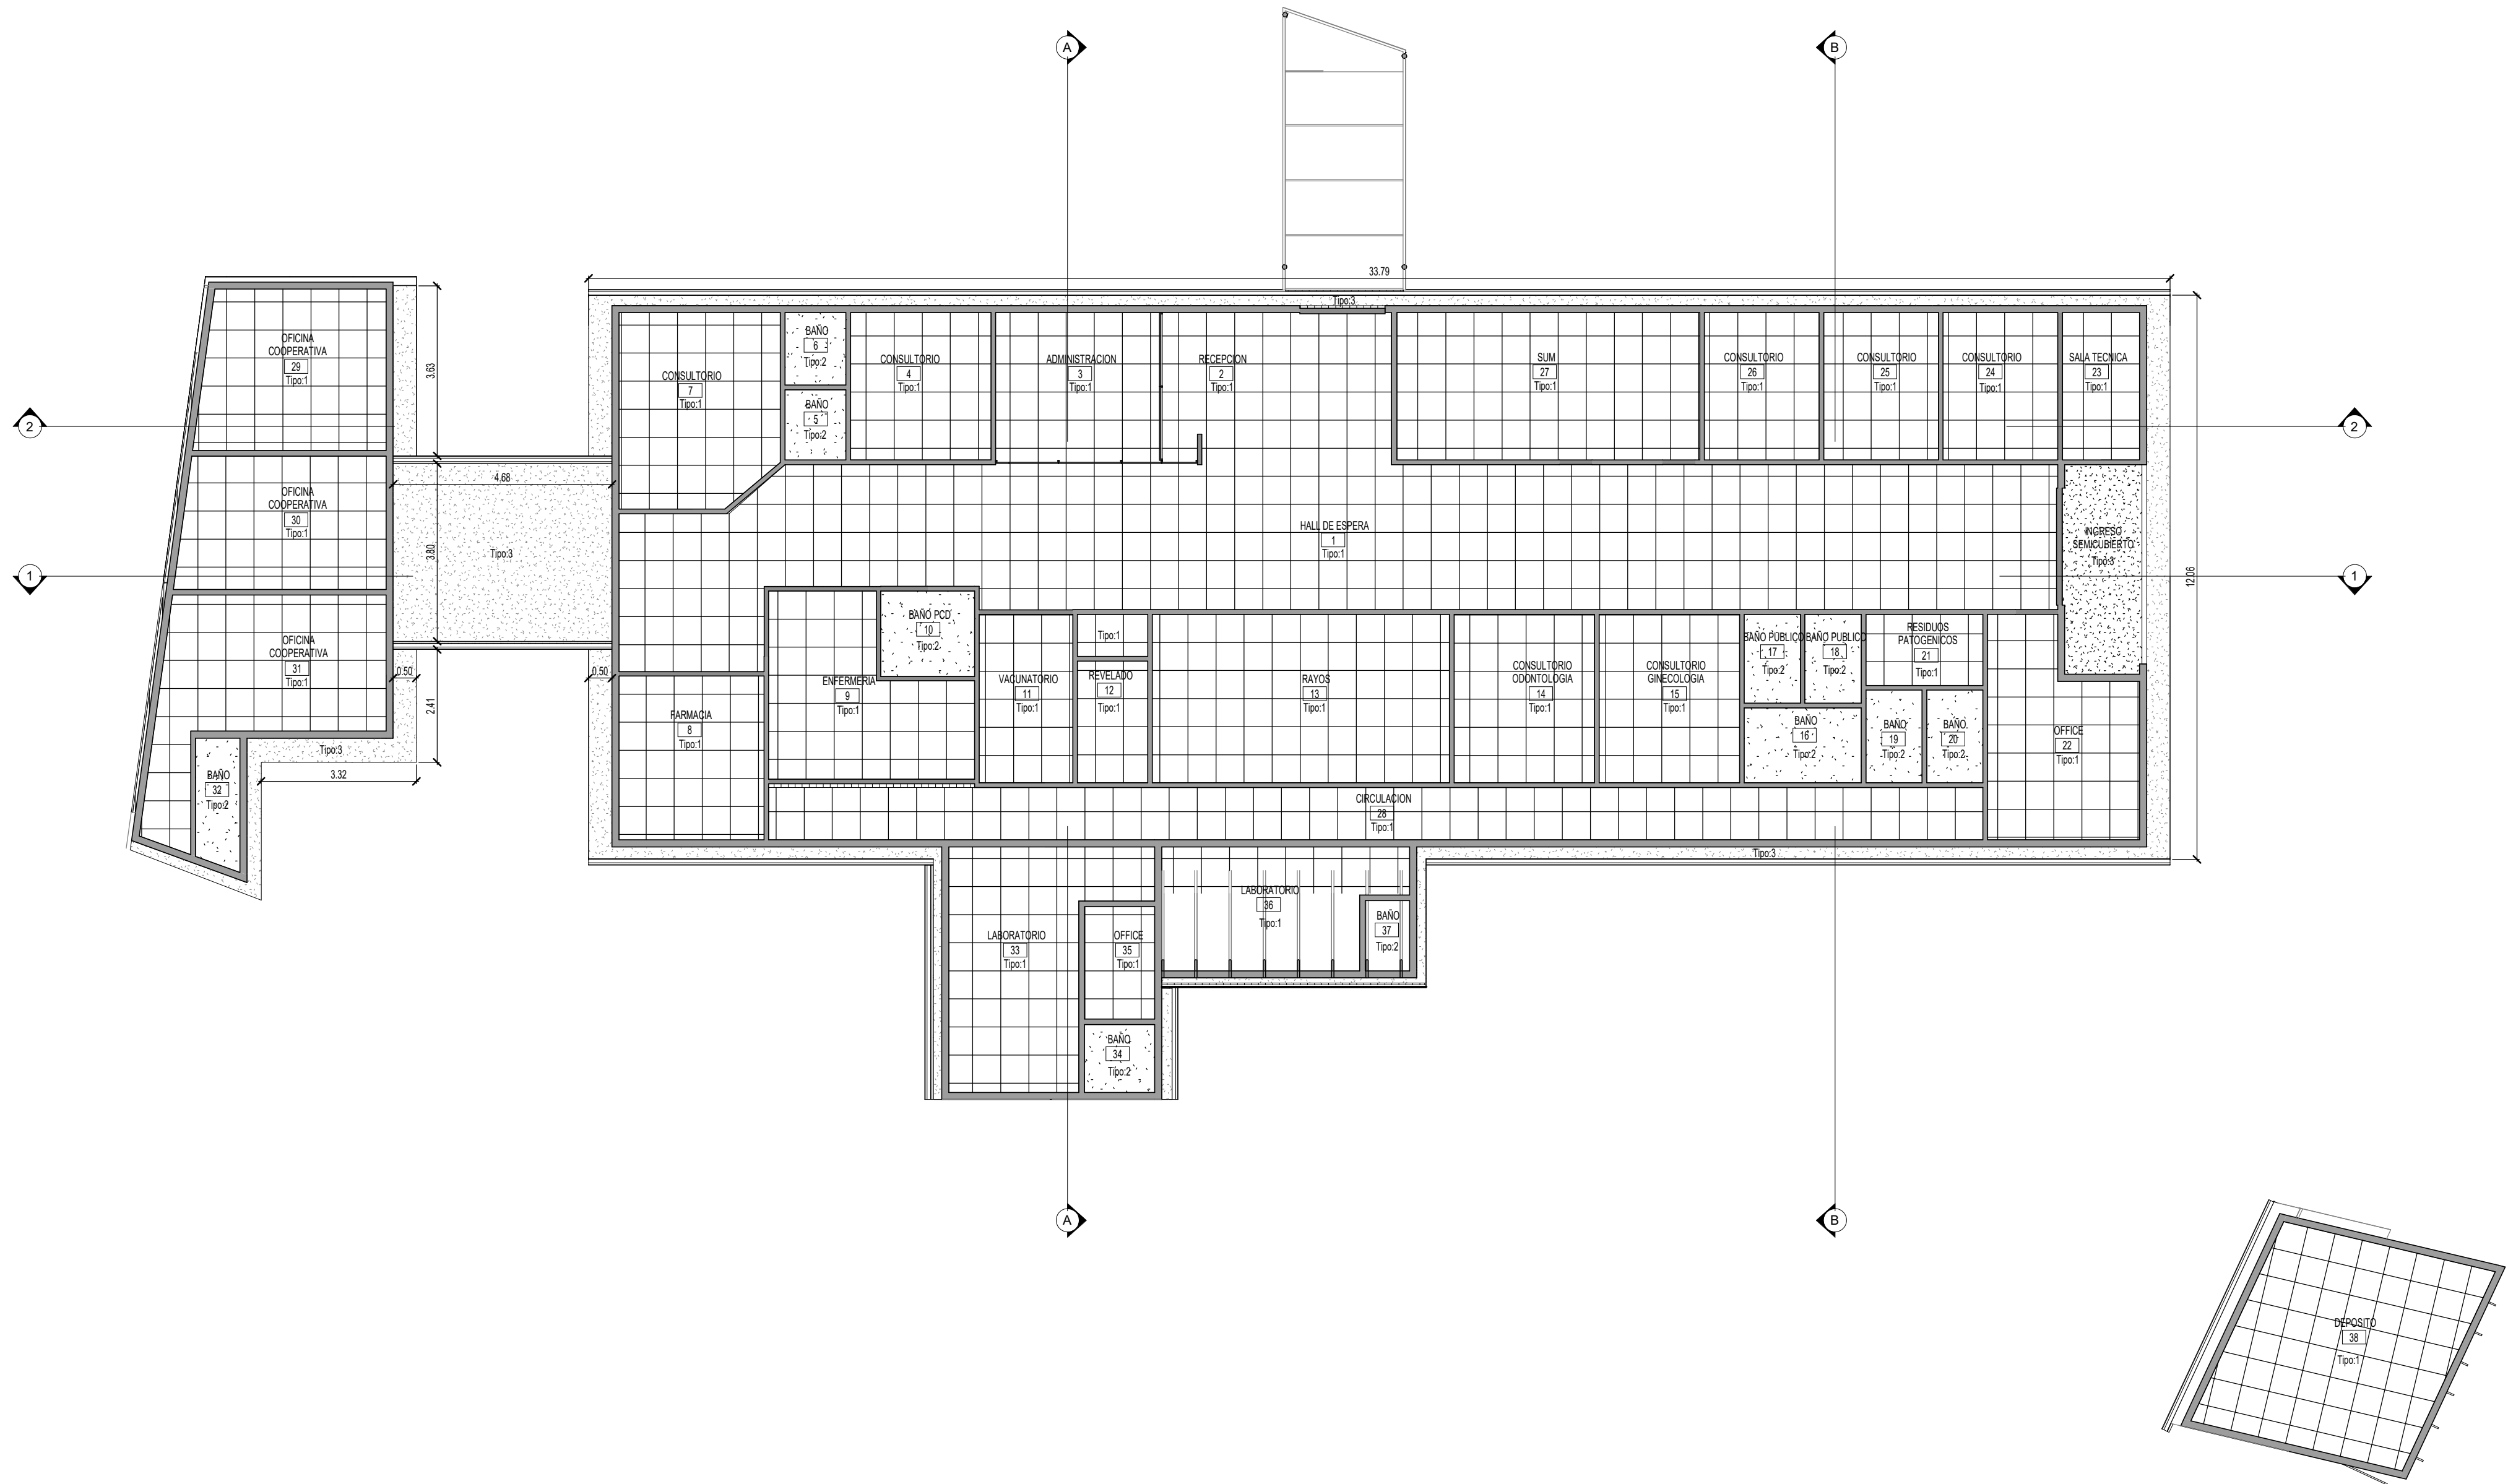 A
B
33.79
Tipo:3
OFICINA
COOPERATIVA
29
Tipo:1
3.63
CONSULTORIO
7
Tipo:1
BAÑO
6
Tipo:2
BAÑO
5
Tipo:2
CONSULTORIO
4
Tipo:1
ADMINISTRACION
3
Tipo:1
RECEPCION
2
Tipo:1
SUM
27
Tipo:1
CONSULTORIO
26
Tipo:1
CONSULTORIO
25
Tipo:1
CONSULTORIO
24
Tipo:1
SALA TECNICA
23
Tipo:1
2
2
4.68
OFICINA
COOPERATIVA
30
Tipo:1
3.80
Tipo:3
HALL DE ESPERA
1
Tipo:1
INGRESO
SEMICUBIERTO
Tipo:3
12.06
1
1
OFICINA
COOPERATIVA
31
Tipo:1
0.50
0.50
2.41
ENFERMERIA
9
Tipo:1
BAÑO PCD
10
Tipo:2
VACUNATORIO
11
Tipo:1
Tipo:1
REVELADO
12
Tipo:1
RAYOS
13
Tipo:1
CONSULTORIO
ODONTOLOGIA
14
Tipo:1
CONSULTORIO
GINECOLOGIA
15
Tipo:1
BAÑO PUBLICO
17
Tipo:2
BAÑO PUBLICO
18
Tipo:2
RESIDUOS
PATOGENICOS
21
Tipo:1
FARMACIA
8
Tipo:1
BAÑO
16
Tipo:2
BAÑO
19
Tipo:2
BAÑO
20
Tipo:2
OFFICE
22
Tipo:1
Tipo:3
3.32
BAÑO
32
Tipo:2
CIRCULACION
28
Tipo:1
Tipo:3
LABORATORIO
33
Tipo:1
OFFICE
35
Tipo:1
LABORATORIO
36
Tipo:1
BAÑO
37
Tipo:2
BAÑO
34
Tipo:2
A
B
DEPOSITO
38
Tipo:1